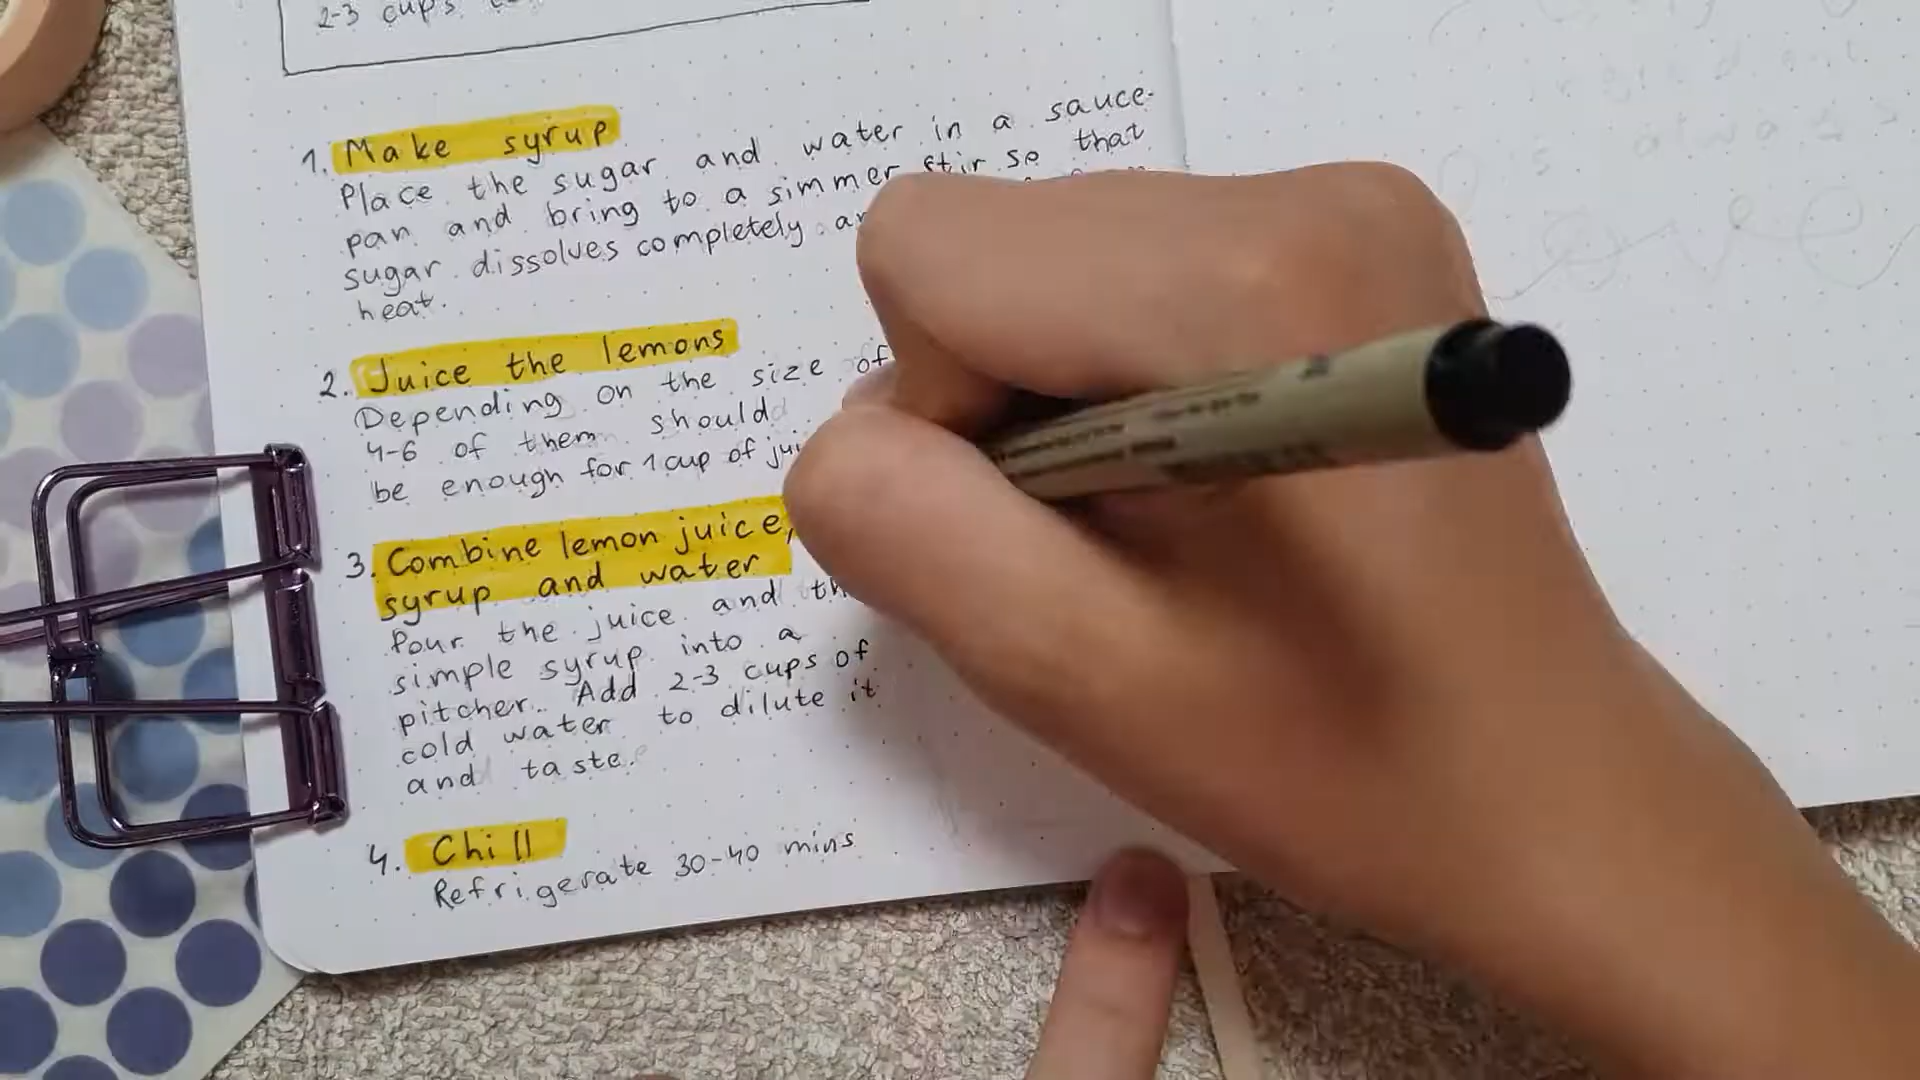 2-3 cups
1. Make syrup
Place the sugar and water in a sauce-
pan and bring to a simmer stir so that
sugar dissolves completely
heat.
2. Juice the lemons
Depending on the size of
4-6 of them should
be enough for 1 cup of
3. Combine lemon juice,
syrup and water
Pour the juice and
simple syrup into a
pitcher. Add 2-3 cups of
cold water to dilute it
and taste.
4. Chill
Refrigerate 30-40 mins
always